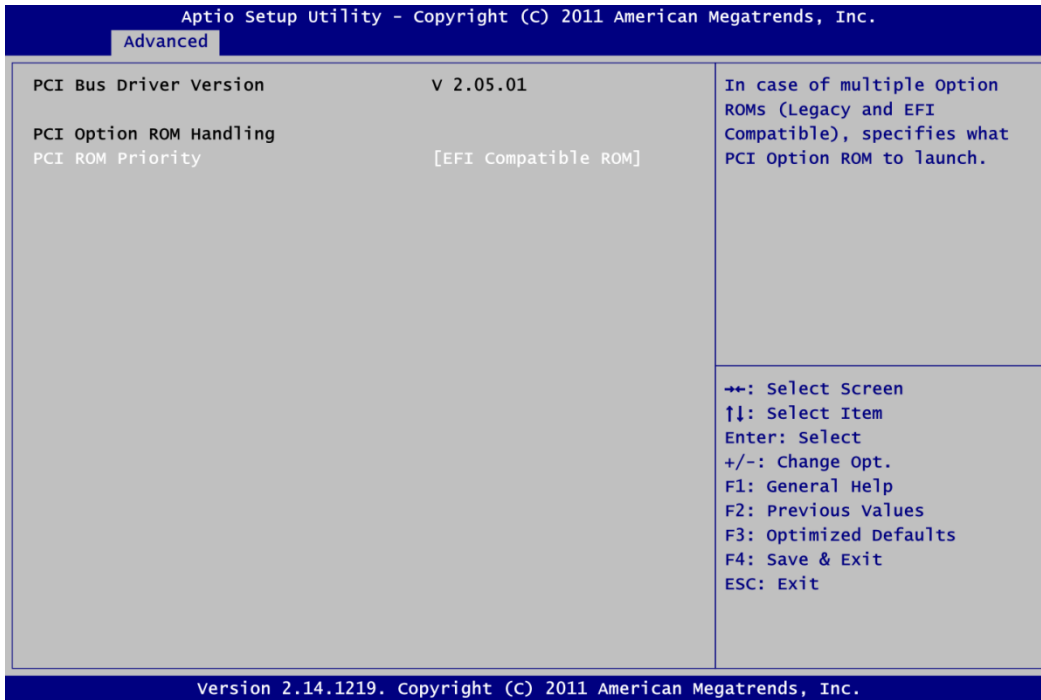 Aptio Setup Utility - Copyright (C) 2011 American Megatrends, Inc.
Advanced
PCI Bus Driver Version V 2.05.01
PCI Option ROM Handling
PCI ROM Priority [EFI Compatible ROM]
In case of multiple Option
ROMs (Legacy and EFI
Compatible), specifies what
PCI Option ROM to launch.
→←: Select Screen
↑↓: Select Item
Enter: Select
+/-: Change Opt.
F1: General Help
F2: Previous Values
F3: Optimized Defaults
F4: Save & Exit
ESC: Exit
Version 2.14.1219. Copyright (C) 2011 American Megatrends, Inc.